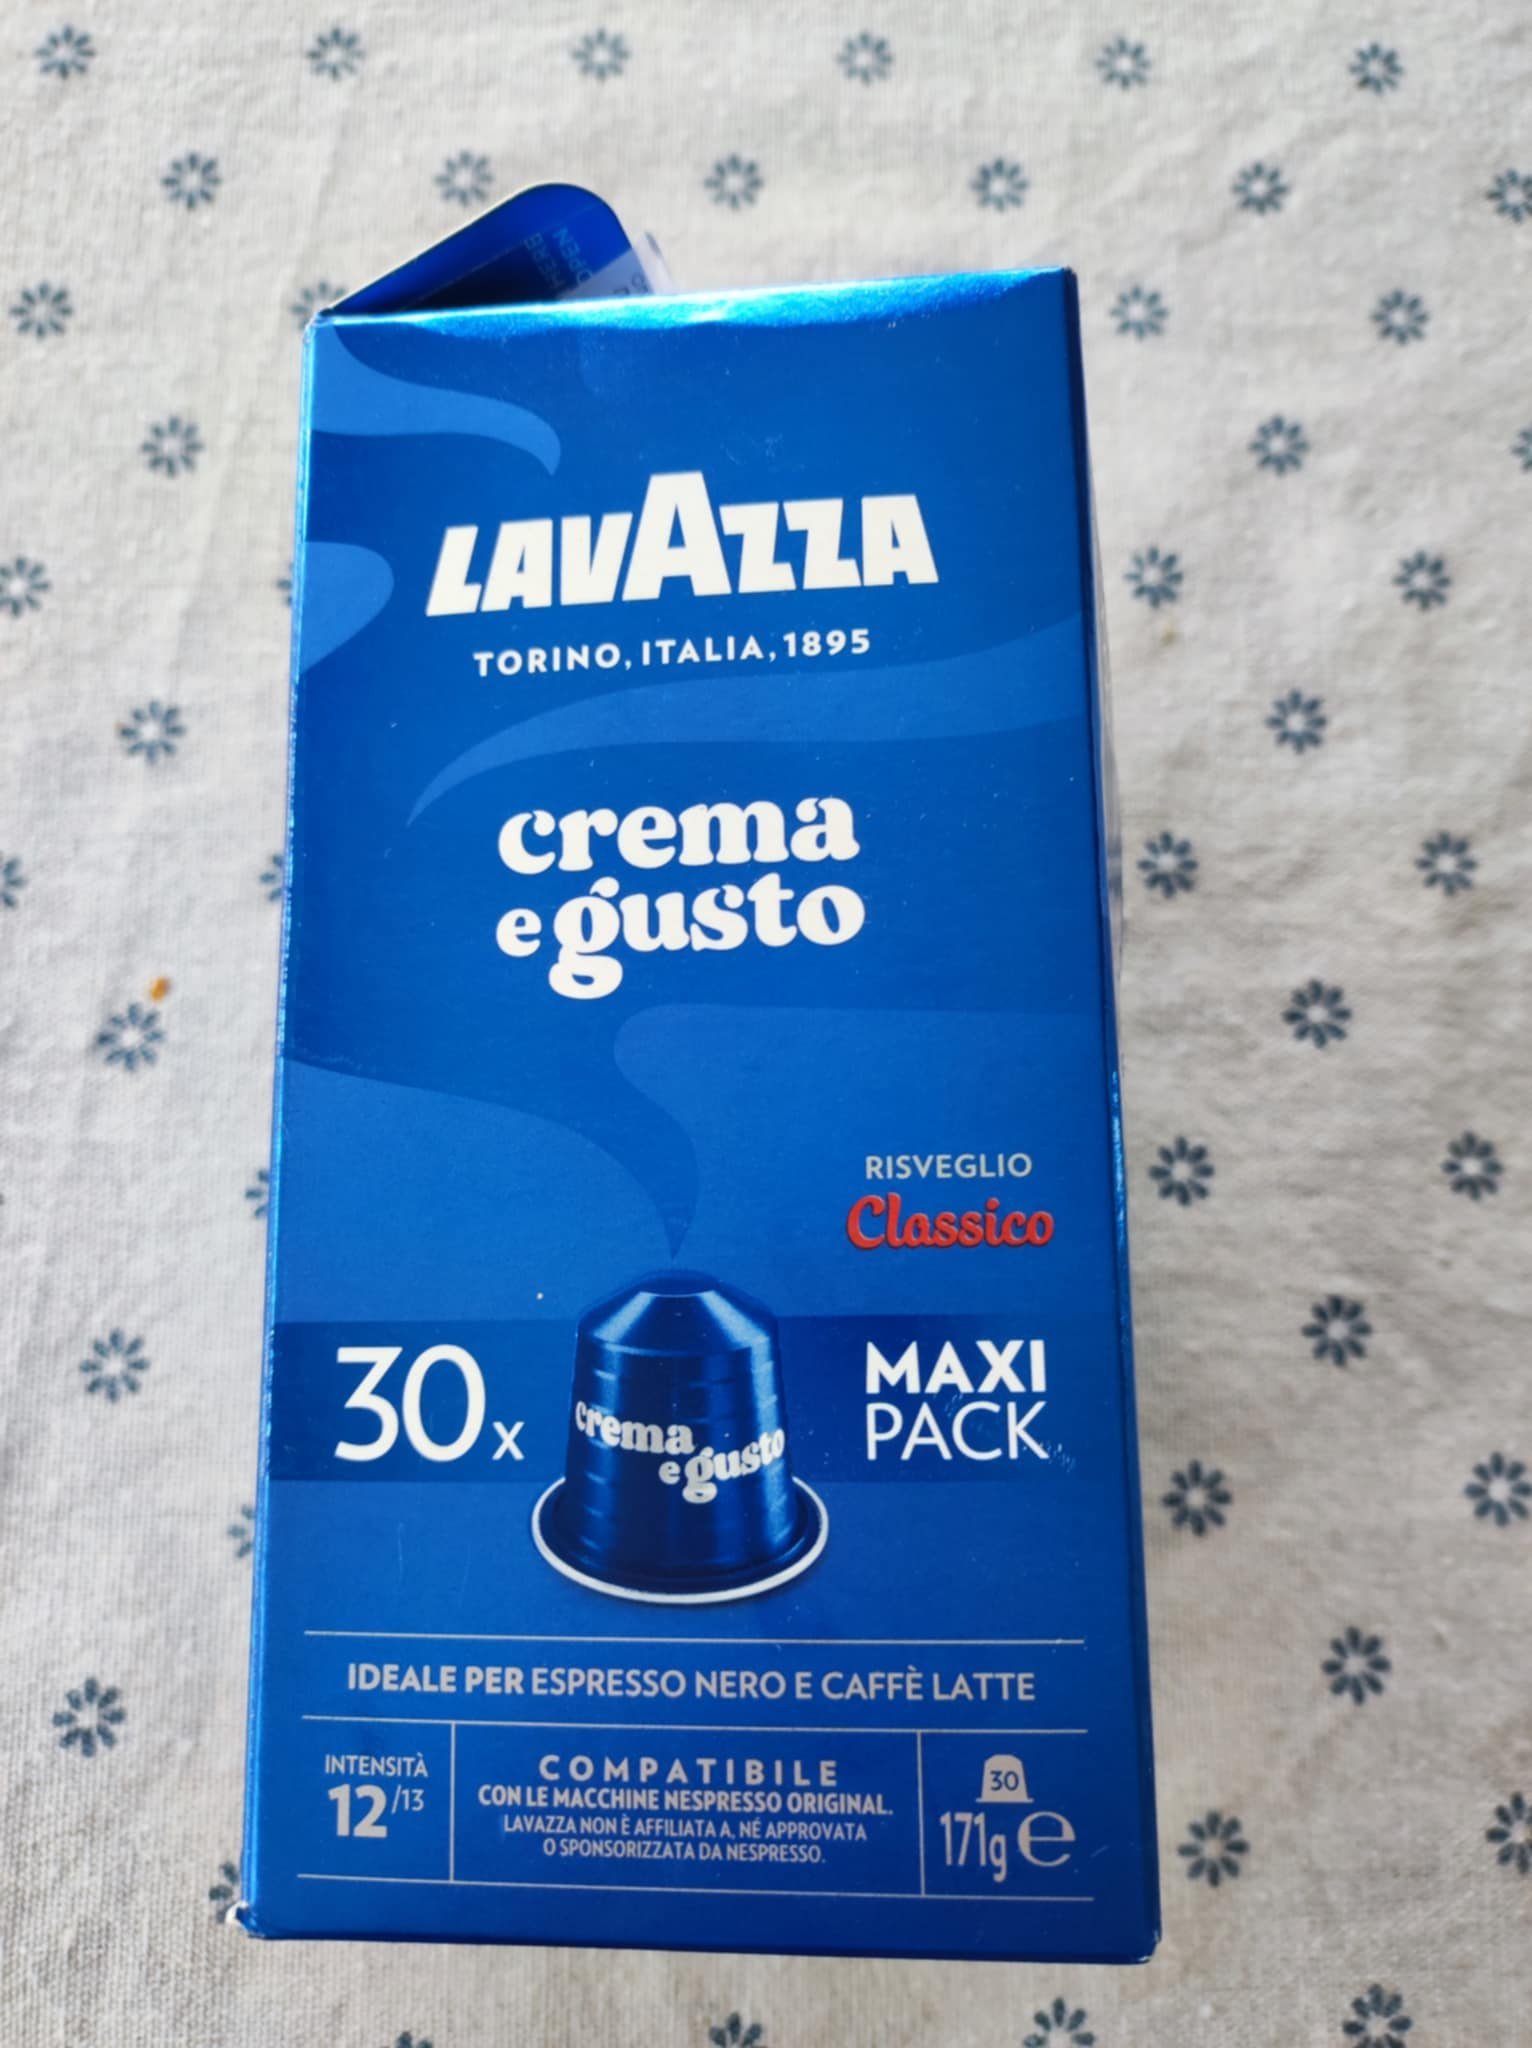 OPEN
HERE
LAVAZZA
TORINO, ITALIA, 1895
crema
e gusto
RISVEGLIO
Classico
30x
crema
e gusto
MAXI
PACK
IDEALE PER ESPRESSO NERO E CAFFÈ LATTE
INTENSITÀ
12/13
COMPATIBILE
CON LE MACCHINE NESPRESSO ORIGINAL.
LAVAZZA NON È AFFILIATA A, NÉ APPROVATA
O SPONSORIZZATA DA NESPRESSO.
30
171g ℮